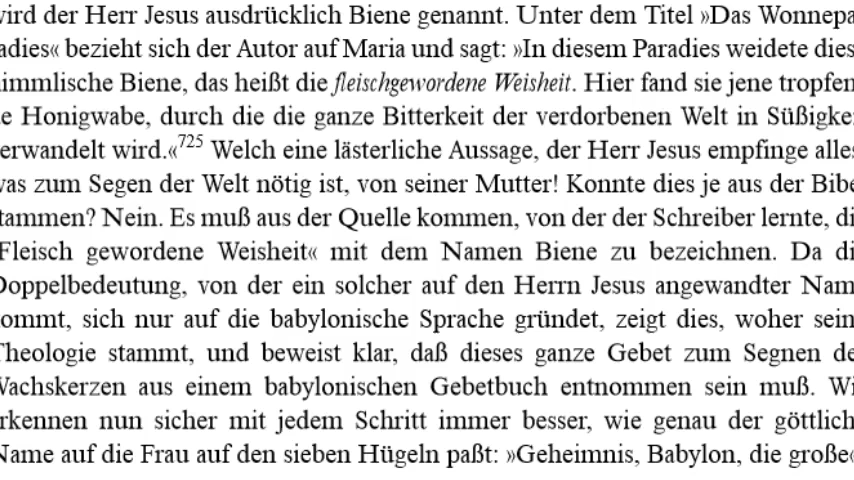 wird der Herr Jesus ausdrücklich Biene genannt. Unter dem Titel »Das Wonnepa
adies« bezieht sich der Autor auf Maria und sagt: »In diesem Paradies weidete dies
immlische Biene, das heißt die fleischgewordene Weisheit. Hier fand sie jene tropfen
e Honigwabe, durch die die ganze Bitterkeit der verdorbenen Welt in Süßigkei
erwandelt wird.«725 Welch eine lästerliche Aussage, der Herr Jesus empfinge alles
was zum Segen der Welt nötig ist, von seiner Mutter! Konnte dies je aus der Bibe
tammen? Nein. Es muß aus der Quelle kommen, von der der Schreiber lernte, di
Fleisch gewordene Weisheit« mit dem Namen Biene zu bezeichnen. Da di
Doppelbedeutung, von der ein solcher auf den Herrn Jesus angewandter Nam
ommt, sich nur auf die babylonische Sprache gründet, zeigt dies, woher sein
Theologie stammt, und beweist klar, daß dieses ganze Gebet zum Segnen de
Wachskerzen aus einem babylonischen Gebetbuch entnommen sein muß. Wi
rkennen nun sicher mit jedem Schritt immer besser, wie genau der göttlich
Name auf die Frau auf den sieben Hügeln paßt: »Geheimnis, Babylon, die große«